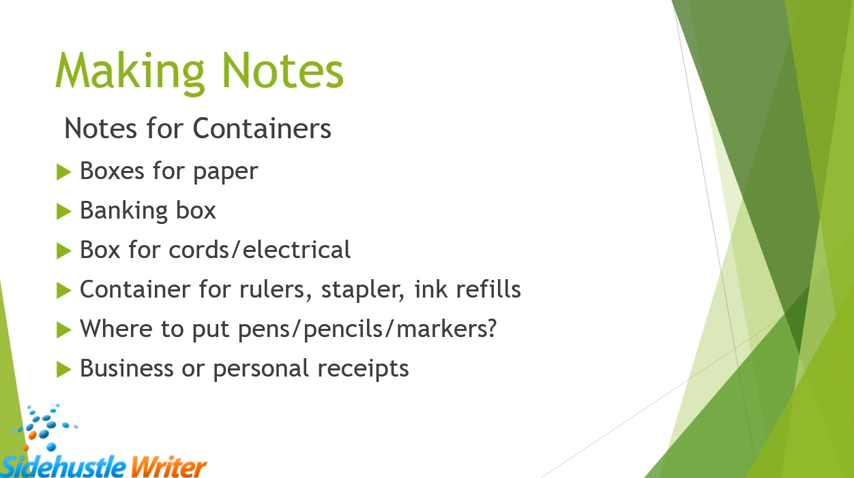 Making Notes
Notes for Containers
Boxes for paper
Banking box
Box for cords/electrical
Container for rulers, stapler, ink refills
Where to put pens/pencils/markers?
Business or personal receipts
Sidehustle Writer